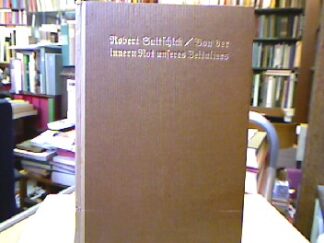 Robert Saitschick / Von der
innern Not unseres Zeitalters